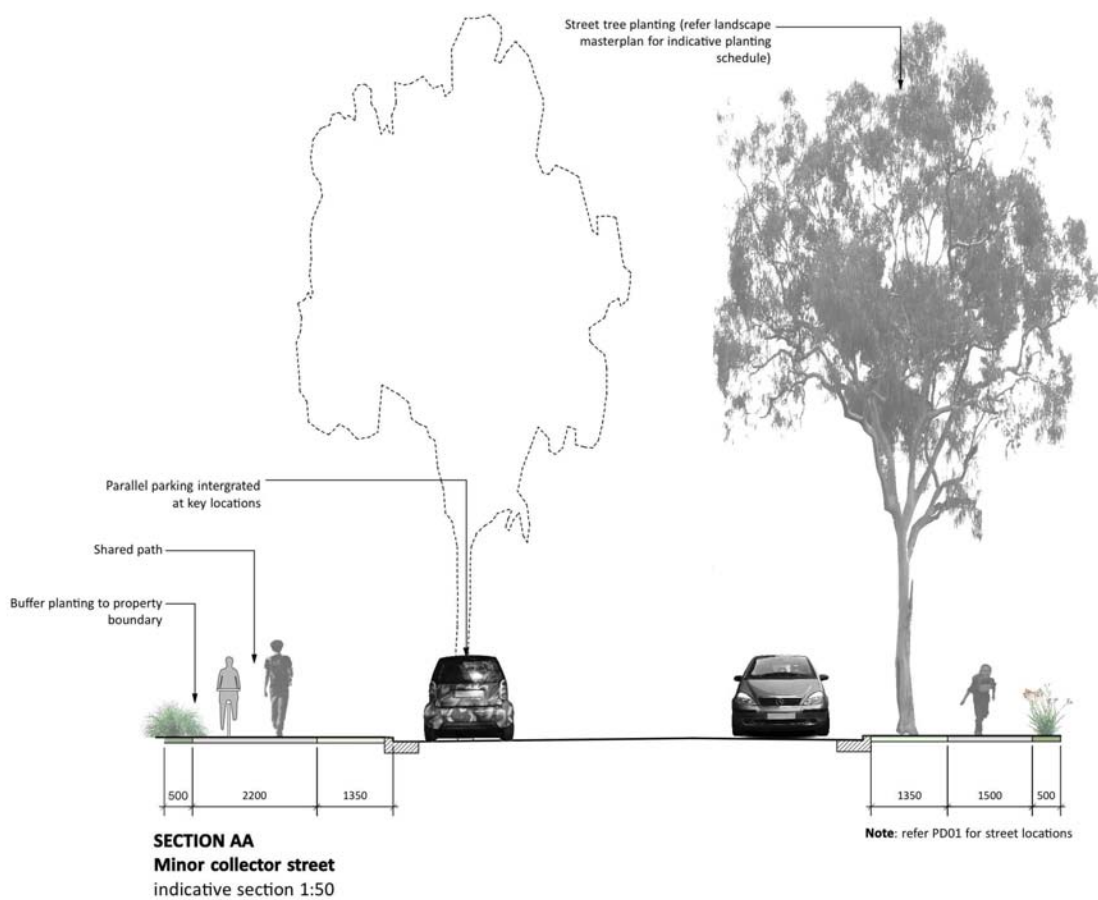 Street tree planting (refer landscape
masterplan for indicative planting
schedule)
Parallel parking intergrated
at key locations
Shared path
Buffer planting to property
boundary
500
2200
1350
1350
1500
500
SECTION AA
Minor collector street
indicative section 1:50
Note: refer PD01 for street locations